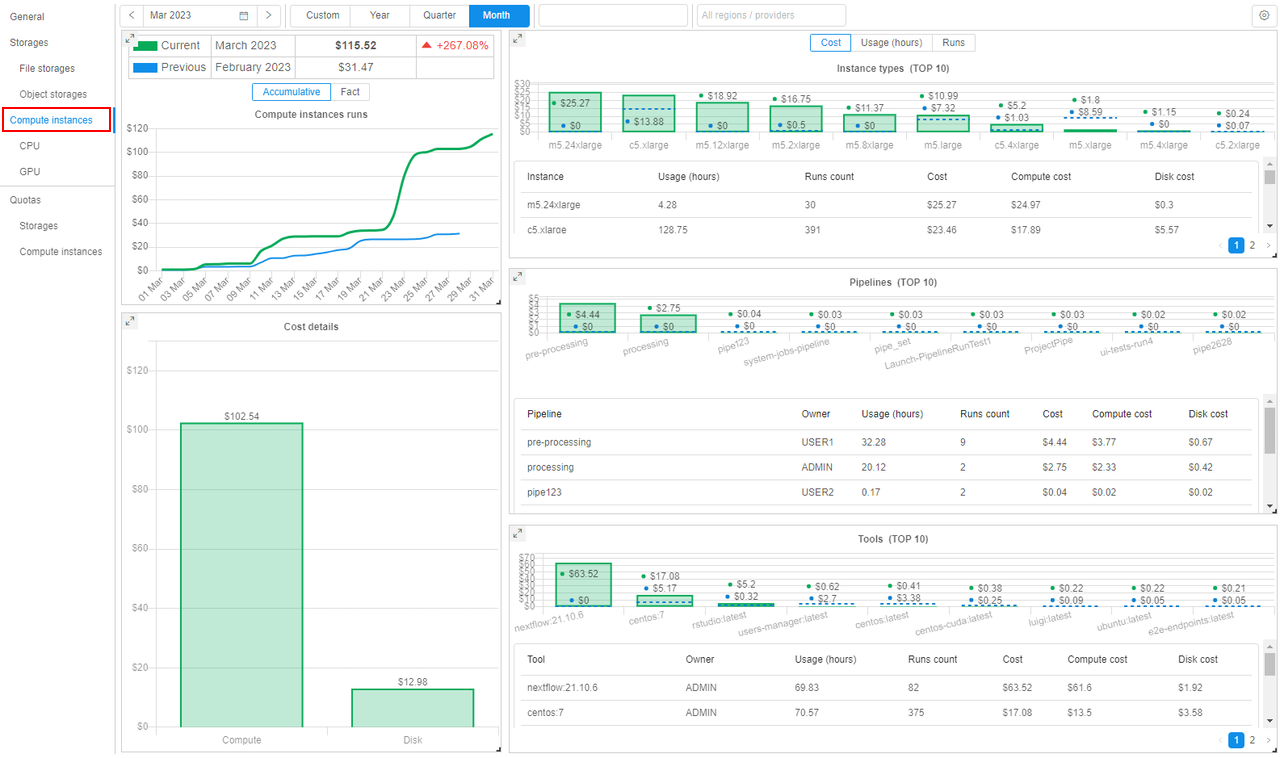 General
Storages
File storages
Object storages
Compute instances
CPU
GPU
Quotas
Storages
Compute instances
Mar 2023
Custom Year Quarter Month
All regions / providers
Current March 2023 $115.52 +267.08%
Previous February 2023 $31.47
Accumulative Fact
Compute instances runs
$120
$100
$80
$60
$40
$20
$0
01 Mar 03 Mar 05 Mar 07 Mar 09 Mar 11 Mar 13 Mar 15 Mar 17 Mar 19 Mar 21 Mar 23 Mar 25 Mar 27 Mar 29 Mar 31 Mar
Cost details
$120
$100
$80
$60
$40
$20
$0
$102.54
$12.98
Compute Disk
Cost Usage (hours) Runs
Instance types (TOP 10)
$30
$25
$20
$15
$10
$5
$0
$25.27 $13.88 $18.92 $16.75 $11.37 $10.99 $5.2 $1.8 $1.15 $0.24
$0 $0 $0.5 $0 $7.32 $1.03 $8.59 $0 $0.07
m5.24xlarge c5.xlarge m5.12xlarge m5.2xlarge m5.8xlarge m5.large c5.4xlarge m5.xlarge m5.4xlarge c5.2xlarge
Instance Usage (hours) Runs count Cost Compute cost Disk cost
m5.24xlarge 4.28 30 $25.27 $24.97 $0.3
c5.xlarge 128.75 391 $23.46 $17.89 $5.57
1 2
Pipelines (TOP 10)
$5
$4
$3
$2
$1
$0
$4.44 $2.75 $0.04 $0.03 $0.03 $0.03 $0.03 $0.02 $0.02
$0 $0 $0 $0 $0 $0 $0 $0 $0
pre-processing processing pipe123 system-jobs-pipeline pipe_set Launch-PipelineRunTest1 ProjectPipe ui-tests-run4 pipe2628
Pipeline Owner Usage (hours) Runs count Cost Compute cost Disk cost
pre-processing USER1 32.28 9 $4.44 $3.77 $0.67
processing ADMIN 20.12 2 $2.75 $2.33 $0.42
pipe123 USER2 0.17 2 $0.04 $0.02 $0.02
Tools (TOP 10)
$70
$60
$50
$40
$30
$20
$10
$0
$63.52 $17.08 $5.2 $0.62 $0.41 $0.38 $0.22 $0.22 $0.21
$0 $5.17 $0.32 $2.7 $3.38 $0.25 $0.09 $0.05 $0.05
nextflow:21.10.6 centos:7 rstudio:latest users-manager:latest centos:latest centos-cuda:latest luigi:latest ubuntu:latest e2e-endpoints:latest
Tool Owner Usage (hours) Runs count Cost Compute cost Disk cost
nextflow:21.10.6 ADMIN 69.83 82 $63.52 $61.6 $1.92
centos:7 ADMIN 70.57 375 $17.08 $13.5 $3.58
1 2